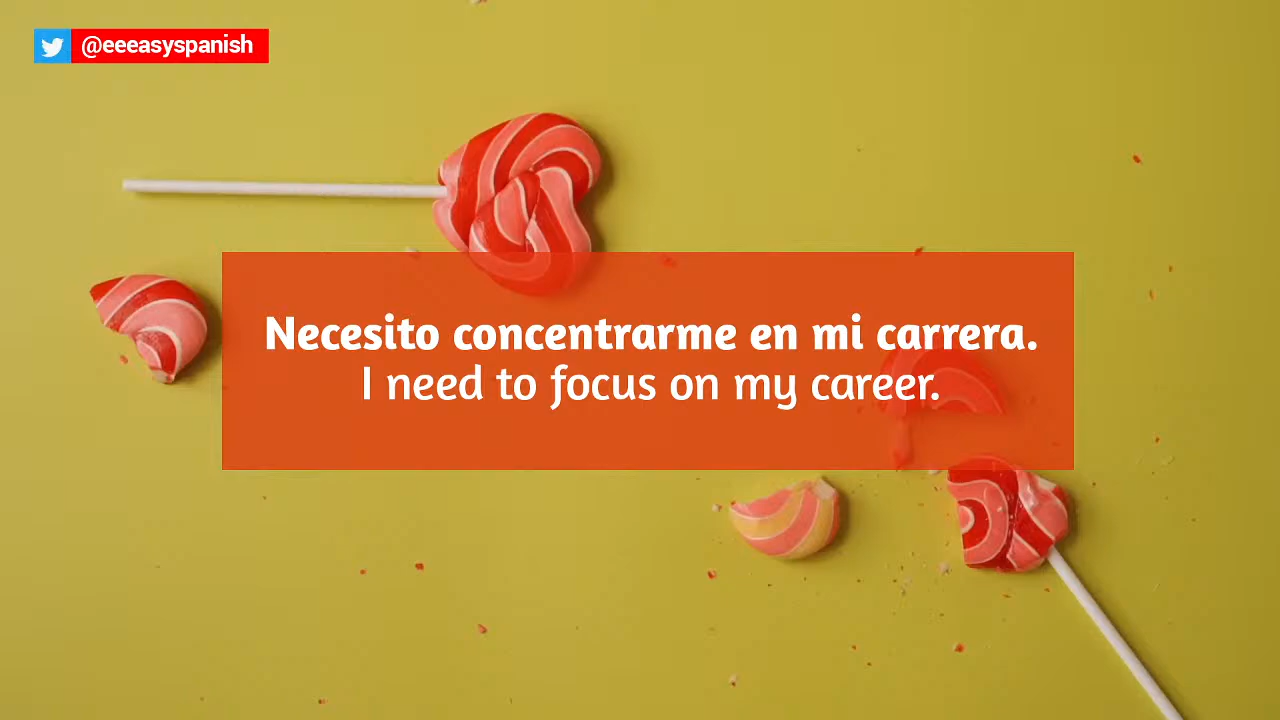 @eeeasyspanish
Necesito concentrarme en mi carrera.
I need to focus on my career.